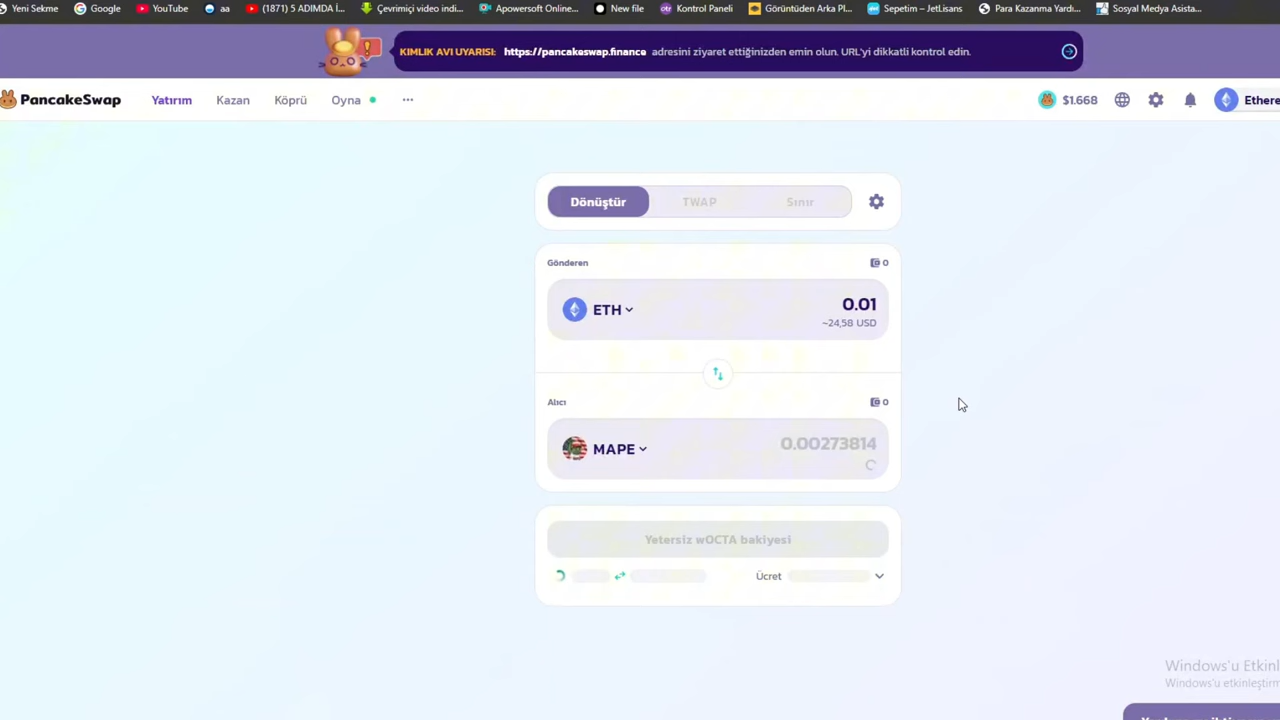 Yeni Sekme Google YouTube aa (1871) 5 ADIMDA İ... Çevrimiçi video indi... Apowersoft Online... New file Kontrol Paneli Görüntüden Arka Pl... Sepetim – JetLisans Para Kazanma Yard... Sosyal Medya Asista...
KIMLIK AVI UYARISI: https://pancakeswap.finance adresini ziyaret ettiğinizden emin olun. URL'yi dikkatli kontrol edin.
PancakeSwap Yatırım Kazan Köprü Oyna ... $1.668 Ethere
Dönüştür TWAP Sınır
Gönderen 0
ETH 0.01
~24,58 USD
Alıcı 0
MAPE 0.00273814
Yetersiz wOCTA bakiyesi
Ücret
Windows'u Etkinl
Windows'u etkinleştirm